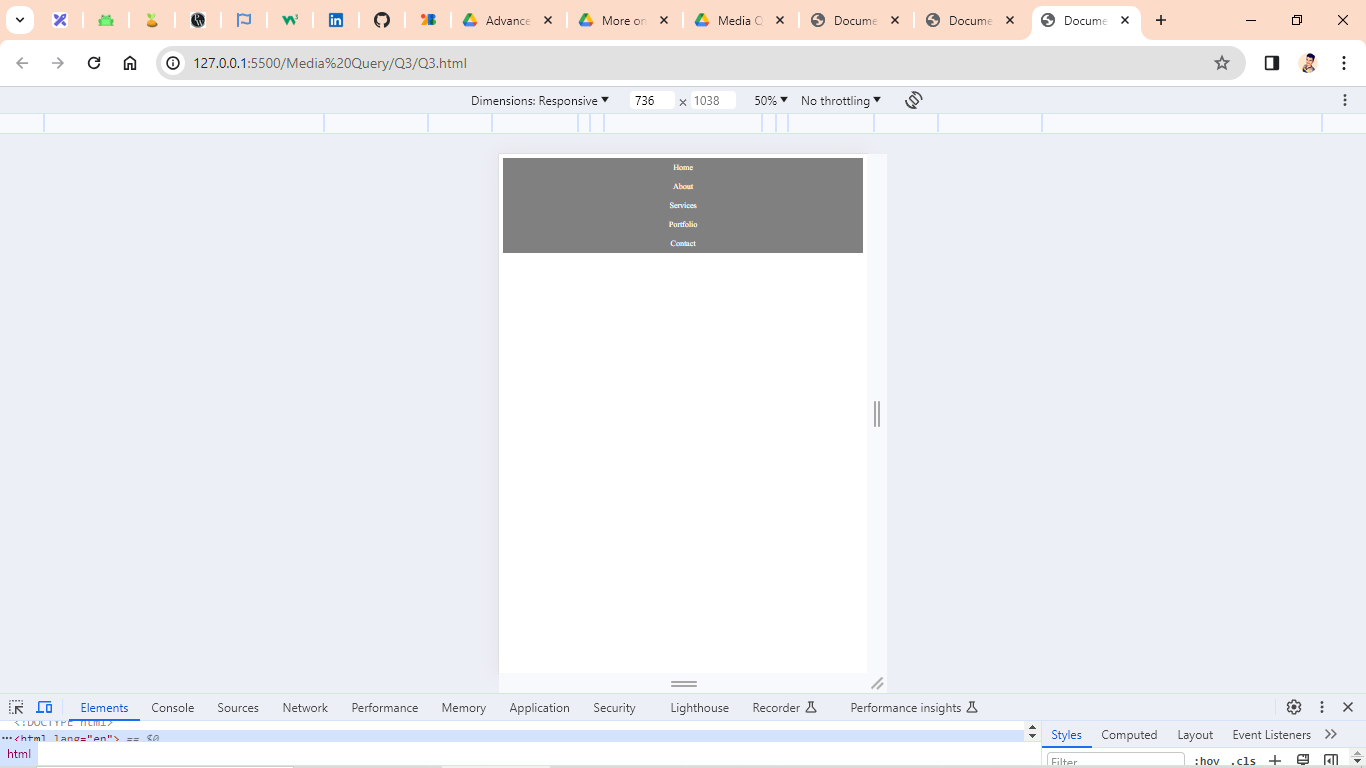 Advance
More on
Media Q
Docume
Docume
Docume
127.0.0.1:5500/Media%20Query/Q3/Q3.html
Dimensions: Responsive 736 × 1038 50% No throttling
Home
About
Services
Portfolio
Contact
Elements Console Sources Network Performance Memory Application Security Lighthouse Recorder Performance insights
<!DOCTYPE html>
<html lang="en"> == $0
html
Styles Computed Layout Event Listeners
Filter :hov .cls